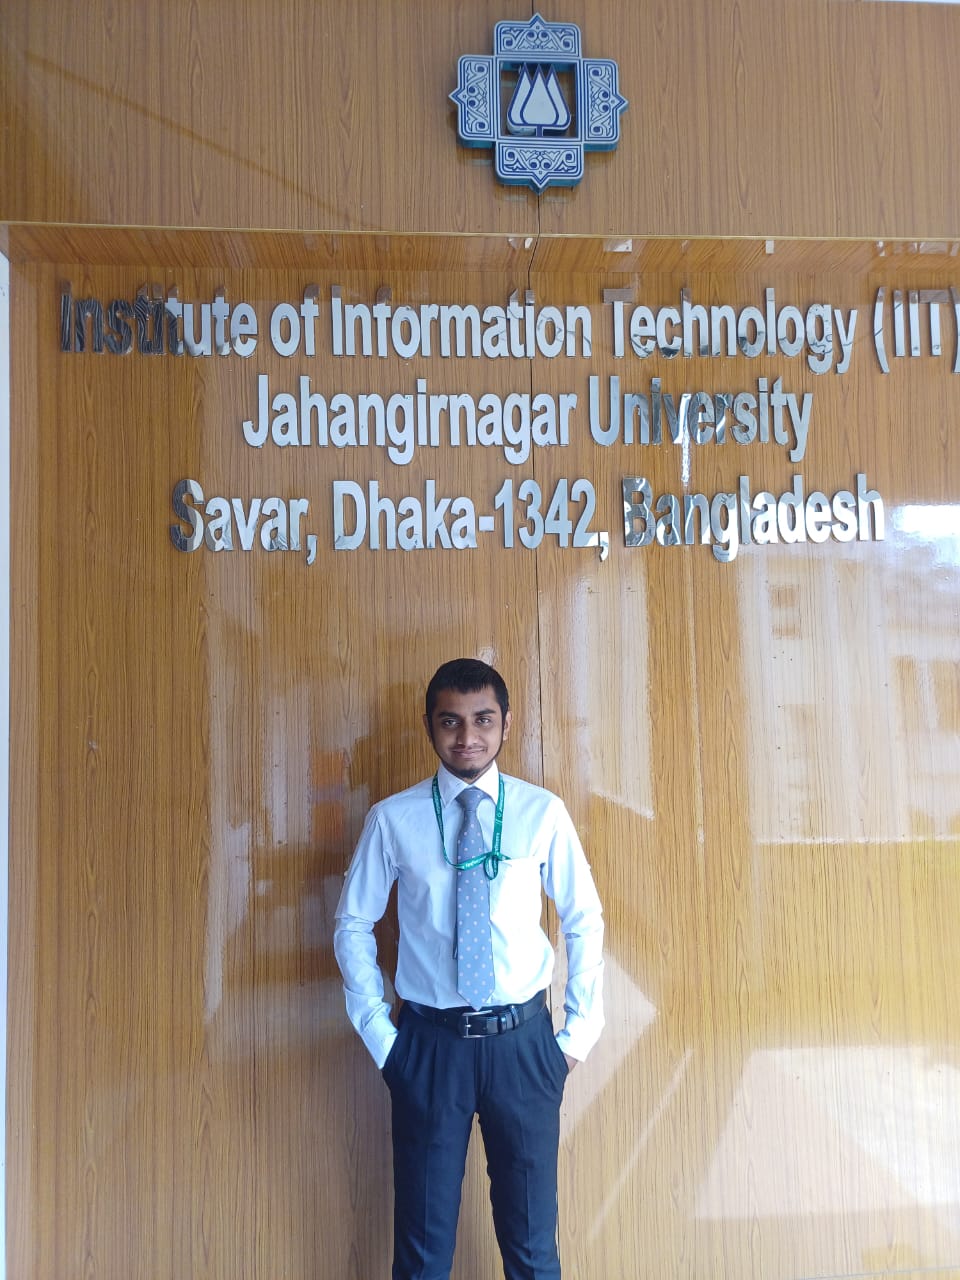 Institute of Information Technology (IIT)
Jahangirnagar University
Savar, Dhaka-1342, Bangladesh